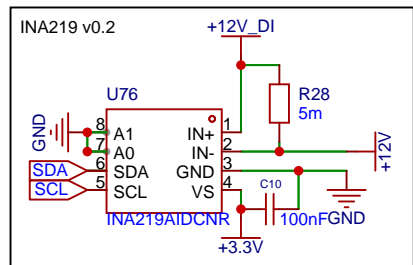 INA219 v0.2
+12V_DI
U76
R28
5m
GND
8 A1 IN+ 1
7 A0 IN- 2
SDA 6 SDA GND 3
SCL 5 SCL VS 4
+12V
INA219AIDCNR
C10
100nF
GND
+3.3V